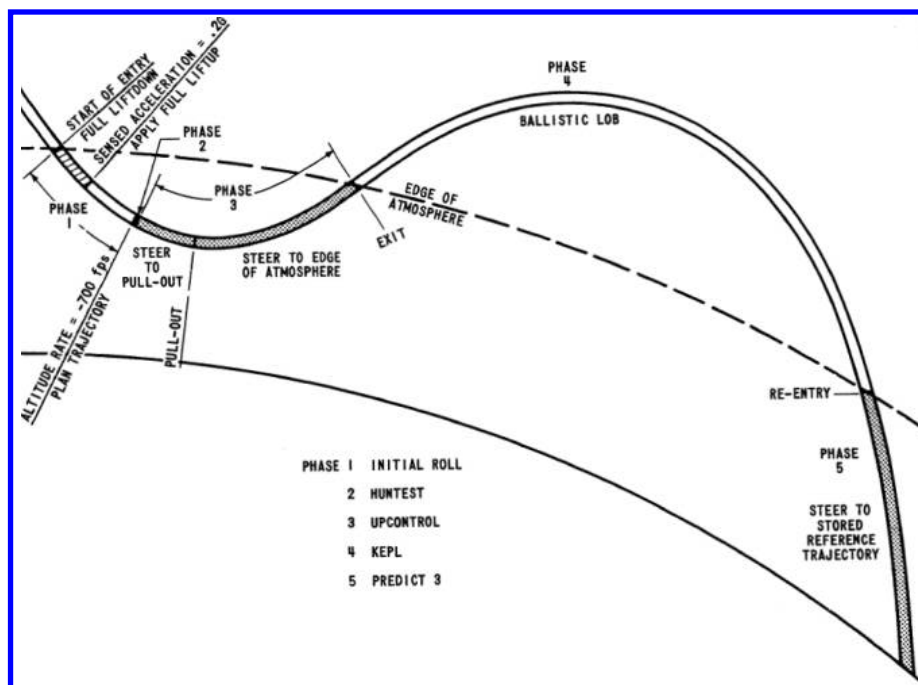 START OF ENTRY
FULL LIFTDOWN
SENSED ACCELERATION = .2G
APPLY FULL LIFTUP
PHASE
2
PHASE
1
PHASE
3
ALTITUDE RATE = -700 fps
PLAN TRAJECTORY
STEER
TO
PULL-OUT
PULL-OUT
STEER TO EDGE
OF ATMOSPHERE
EXIT
EDGE OF
ATMOSPHERE
PHASE
4
BALLISTIC LOB
RE-ENTRY
PHASE
5
STEER TO
STORED
REFERENCE
TRAJECTORY
PHASE 1 INITIAL ROLL
2 HUNTEST
3 UPCONTROL
4 KEPL
5 PREDICT 3